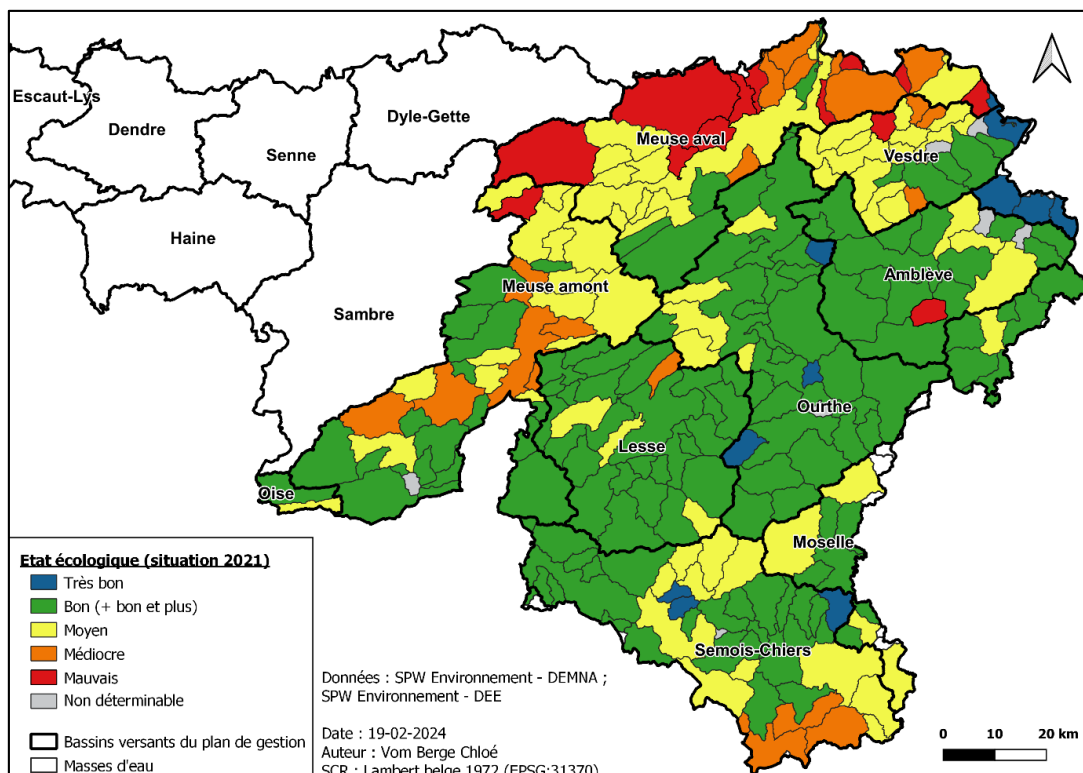 Escaut-Lys
Dendre
Senne
Dyle-Gette
Meuse aval
Vesdre
Haine
Amblève
Meuse amont
Sambre
Ourthe
Lesse
Oise
Moselle
Semois-Chiers
Etat écologique (situation 2021)
Très bon
Bon (+ bon et plus)
Moyen
Médiocre
Mauvais
Non déterminable
Bassins versants du plan de gestion
Masses d'eau
Données : SPW Environnement - DEMNA ;
SPW Environnement - DEE
Date : 19-02-2024
Auteur : Vom Berge Chloé
SCR : Lambert belge 1972 (EPSG:31370)
0 10 20 km